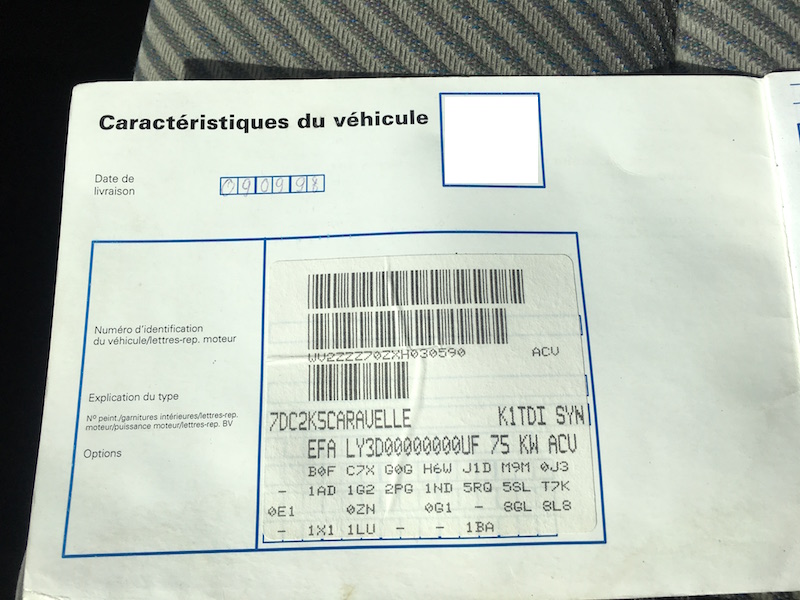 Caractéristiques du véhicule
Date de
livraison
090998
Numéro d'identification
du véhicule/lettres-rep. moteur
WV2ZZZ70ZXH030590 ACV
Explication du type
7DC2K5CARAVELLE K1TDI SYN
Nº peint./garnitures intérieures/lettres-rep.
moteur/puissance moteur/lettres-rep. BV
EFA LY3D00000000UF 75 KW ACV
Options
B0F C7X G0G H6W J1D M9M 0J3
- 1AD 1G2 2PG 1ND 5RQ 5SL T7K
0E1 0ZN 0G1 - 8GL 8L8
- 1X1 1LU - - 1BA